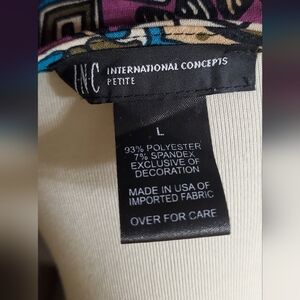 INC INTERNATIONAL CONCEPTS
PETITE
L
93% POLYESTER
7% SPANDEX
EXCLUSIVE OF
DECORATION
MADE IN USA OF
IMPORTED FABRIC
OVER FOR CARE